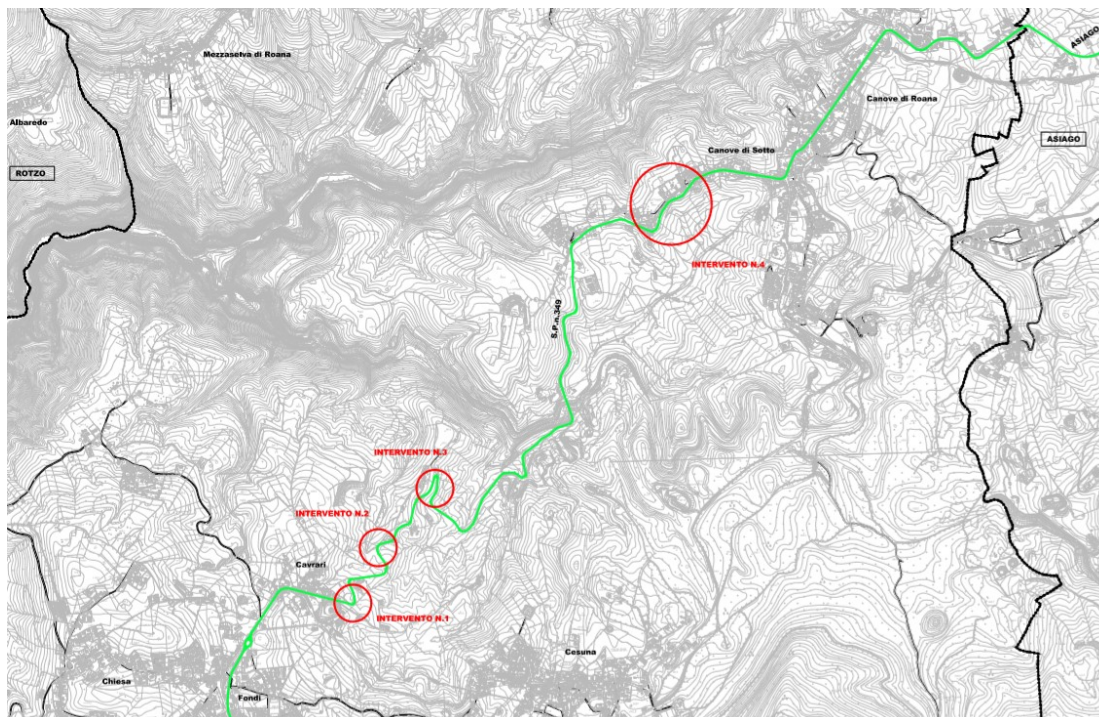 ASIAGO
Mezzaselva di Roana
Canove di Roana
Albaredo
ASIAGO
Canove di Sotto
ROTZO
INTERVENTO N.4
S.P.n.349
INTERVENTO N.3
INTERVENTO N.2
Cavrari
INTERVENTO N.1
Cesuna
Chiesa
Fondi